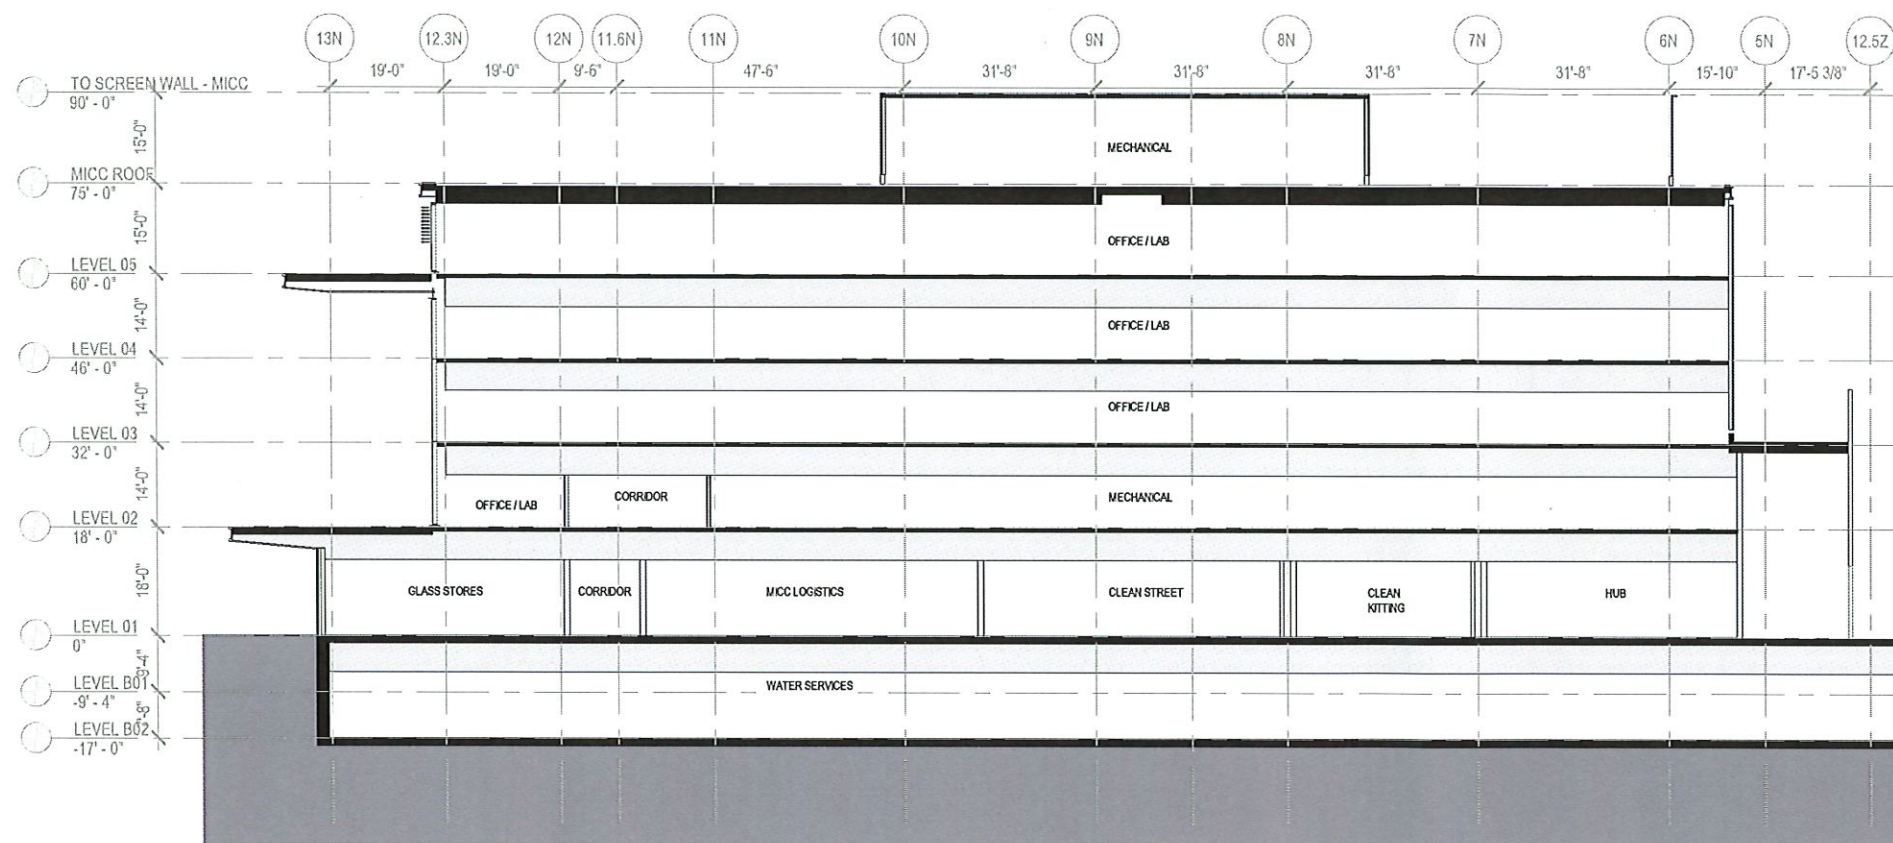 13N 12.3N 12N 11.6N 11N 10N 9N 8N 7N 6N 5N 12.5Z
19'-0" 19'-0" 9'-6" 47'-6" 31'-8" 31'-8" 31'-8" 31'-8" 15'-10" 17'-5 3/8"
TO SCREEN WALL - MICC
90' - 0"
15'-0"
MECHANICAL
MICC ROOF
75' - 0"
15'-0"
OFFICE / LAB
LEVEL 05
60' - 0"
14'-0"
OFFICE / LAB
LEVEL 04
46' - 0"
14'-0"
OFFICE / LAB
LEVEL 03
32' - 0"
14'-0"
OFFICE / LAB CORRIDOR MECHANICAL
LEVEL 02
18' - 0"
18'-0"
GLASS STORES CORRIDOR MICC LOGISTICS CLEAN STREET CLEAN HUB
KITTING
LEVEL 01
0"
9'-4"
LEVEL B01
-9' - 4"
WATER SERVICES
LEVEL B02
-17' - 0"